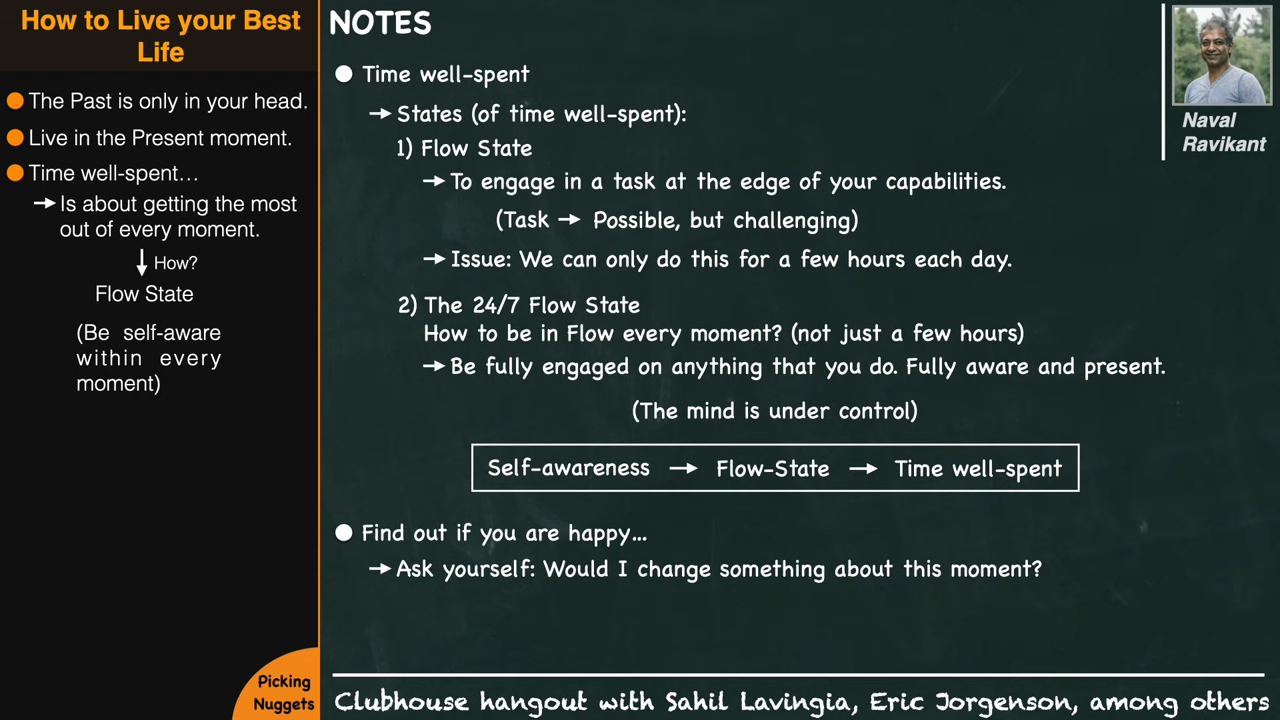 How to Live your Best
Life
● The Past is only in your head.
● Live in the Present moment.
● Time well-spent...
→ Is about getting the most
out of every moment.
↓ How?
Flow State
(Be self-aware
within every
moment)
Picking
Nuggets
NOTES
● Time well-spent
→ States (of time well-spent):
1) Flow State
→ To engage in a task at the edge of your capabilities.
(Task → Possible, but challenging)
→ Issue: We can only do this for a few hours each day.
2) The 24/7 Flow State
How to be in Flow every moment? (not just a few hours)
→ Be fully engaged on anything that you do. Fully aware and present.
(The mind is under control)
Self-awareness → Flow-State → Time well-spent
● Find out if you are happy...
→ Ask yourself: Would I change something about this moment?
Naval
Ravikant
Clubhouse hangout with Sahil Lavingia, Eric Jorgenson, among others